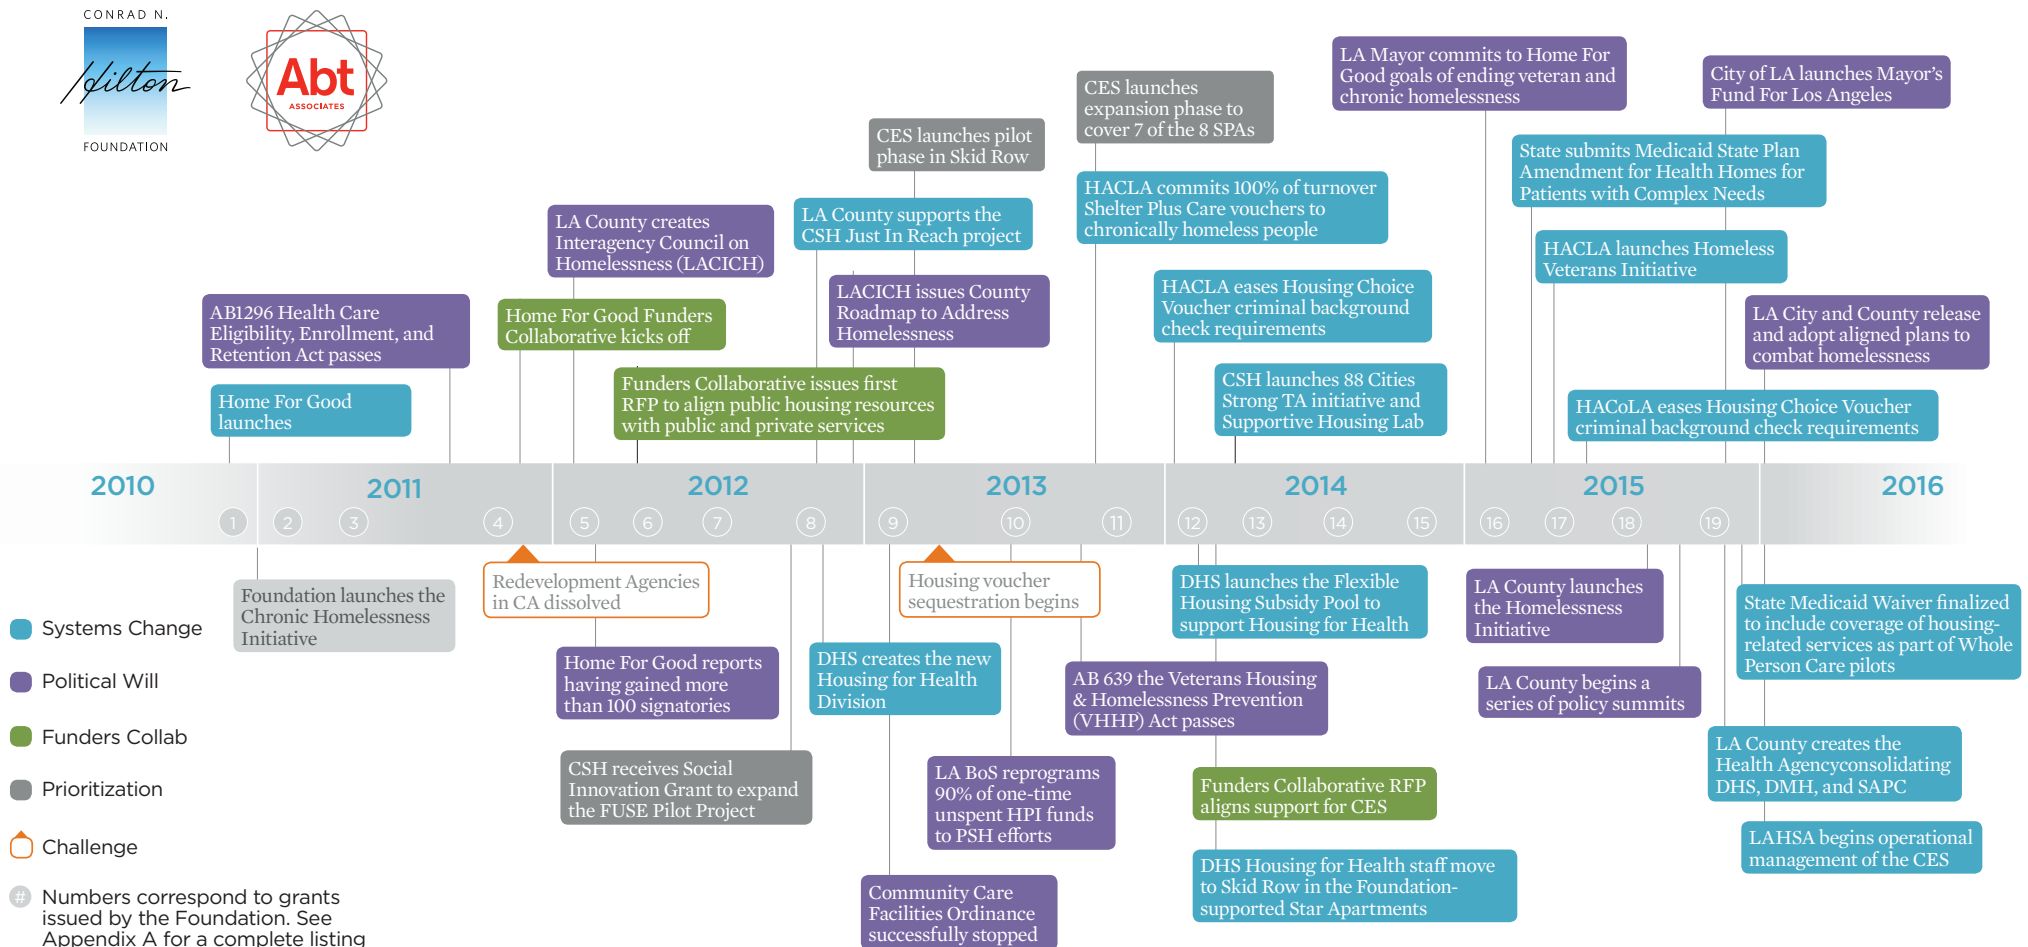 CONRAD N.
Hilton
FOUNDATION
Abt
ASSOCIATES
LA Mayor commits to Home For
Good goals of ending veteran and
chronic homelessness
City of LA launches Mayor's
Fund For Los Angeles
CES launches
expansion phase to
cover 7 of the 8 SPAs
CES launches pilot
phase in Skid Row
State submits Medicaid State Plan
Amendment for Health Homes for
Patients with Complex Needs
HACLA commits 100% of turnover
Shelter Plus Care vouchers to
chronically homeless people
LA County creates
Interagency Council on
Homelessness (LACICH)
LA County supports the
CSH Just In Reach project
HACLA launches Homeless
Veterans Initiative
AB1296 Health Care
Eligibility, Enrollment, and
Retention Act passes
Home For Good Funders
Collaborative kicks off
LACICH issues County
Roadmap to Address
Homelessness
HACLA eases Housing Choice
Voucher criminal background
check requirements
LA City and County release
and adopt aligned plans to
combat homelessness
Home For Good
launches
Funders Collaborative issues first
RFP to align public housing resources
with public and private services
CSH launches 88 Cities
Strong TA initiative and
Supportive Housing Lab
HACoLA eases Housing Choice Voucher
criminal background check requirements
2010 2011 2012 2013 2014 2015 2016
1 2 3 4 5 6 7 8 9 10 11 12 13 14 15 16 17 18 19
Foundation launches the
Chronic Homelessness
Initiative
Redevelopment Agencies
in CA dissolved
Housing voucher
sequestration begins
DHS launches the Flexible
Housing Subsidy Pool to
support Housing for Health
LA County launches
the Homelessness
Initiative
State Medicaid Waiver finalized
to include coverage of housing-
related services as part of Whole
Person Care pilots
Home For Good reports
having gained more
than 100 signatories
DHS creates the new
Housing for Health
Division
AB 639 the Veterans Housing
& Homelessness Prevention
(VHHP) Act passes
LA County begins a
series of policy summits
CSH receives Social
Innovation Grant to expand
the FUSE Pilot Project
LA BoS reprograms
90% of one-time
unspent HPI funds
to PSH efforts
Funders Collaborative RFP
aligns support for CES
LA County creates the
Health Agencyconsolidating
DHS, DMH, and SAPC
LAHSA begins operational
management of the CES
DHS Housing for Health staff move
to Skid Row in the Foundation-
supported Star Apartments
Community Care
Facilities Ordinance
successfully stopped
Systems Change
Political Will
Funders Collab
Prioritization
Challenge
# Numbers correspond to grants
issued by the Foundation. See
Appendix A for a complete listing